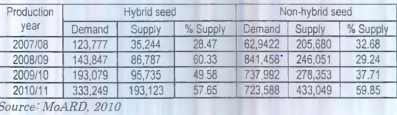 Production year Hybrid seed Non-hybrid seed
Demand Supply % Supply Demand Supply % Supply
2007/08 123,777 35,244 28.47 62,9422 205,680 32.68
2008/09 143,847 86,787 60.33 841,458* 246,051 29.24
2009/10 193,079 95,735 49.58 737,992 278,353 37.71
2010/11 333,249 193,123 57.65 723,588 433,049 59.85
Source: MoARD, 2010